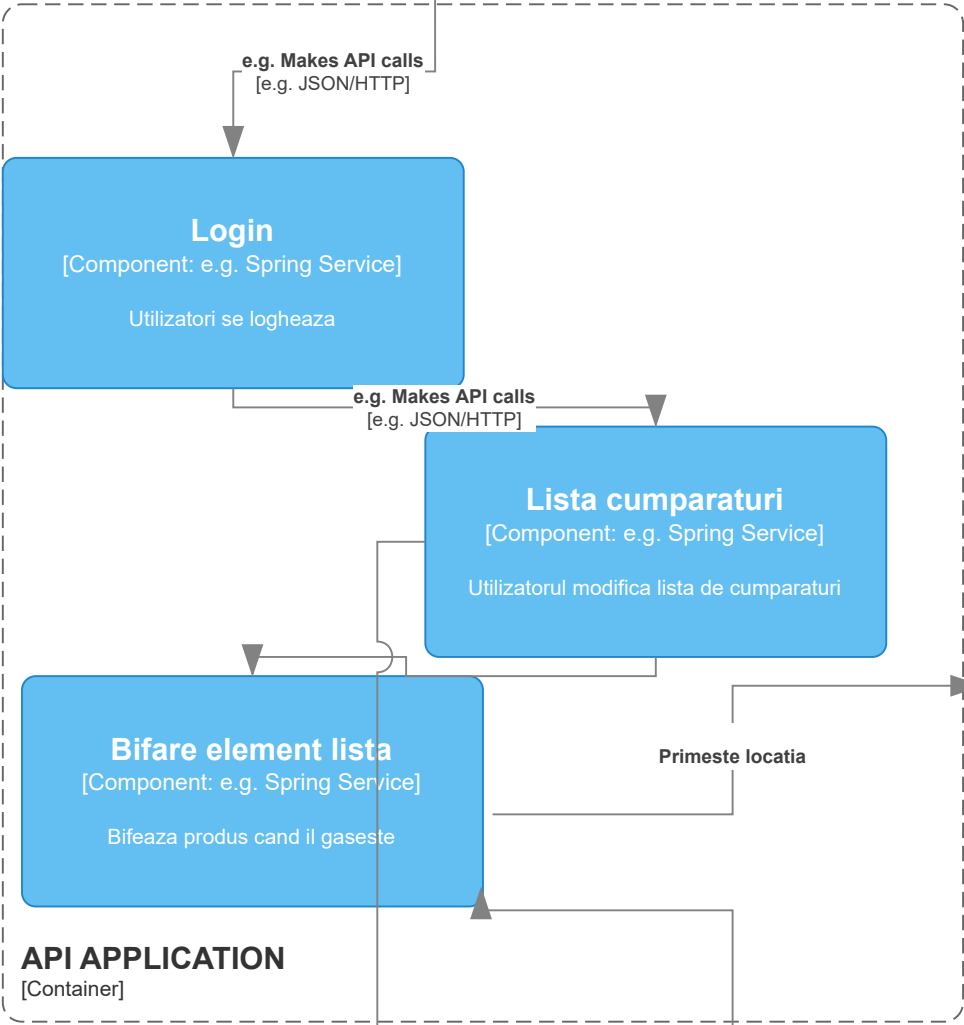 e.g. Makes API calls
[e.g. JSON/HTTP]
Login
[Component: e.g. Spring Service]
Utilizatori se logheaza
e.g. Makes API calls
[e.g. JSON/HTTP]
Lista cumparaturi
[Component: e.g. Spring Service]
Utilizatorul modifica lista de cumparaturi
Bifare element lista
[Component: e.g. Spring Service]
Bifeaza produs cand il gaseste
Primeste locatia
API APPLICATION
[Container]